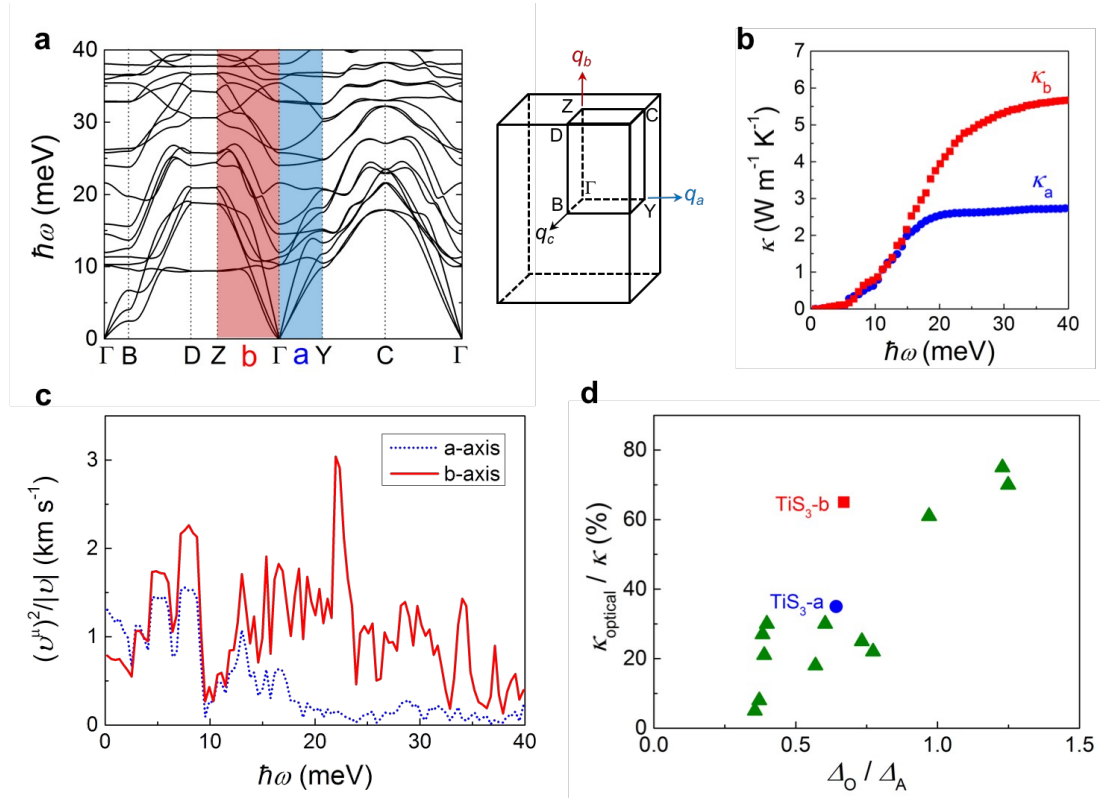 a
ħω (meV)
40
30
20
10
0
Γ B D Z b Γ a Y C Γ
q_b
Z C
D
Γ
B Y
q_a
q_c
b
κ (W m⁻¹ K⁻¹)
7
6
5
4
3
2
1
0
κ_b
κ_a
0 10 20 30 40
ħω (meV)
c
(υ^μ)²/|υ| (km s⁻¹)
3
2
1
0
a-axis
b-axis
0 10 20 30 40
ħω (meV)
d
κ_optical / κ (%)
80
60
40
20
0
TiS₃-b
TiS₃-a
0.0 0.5 1.0 1.5
Δ_O / Δ_A